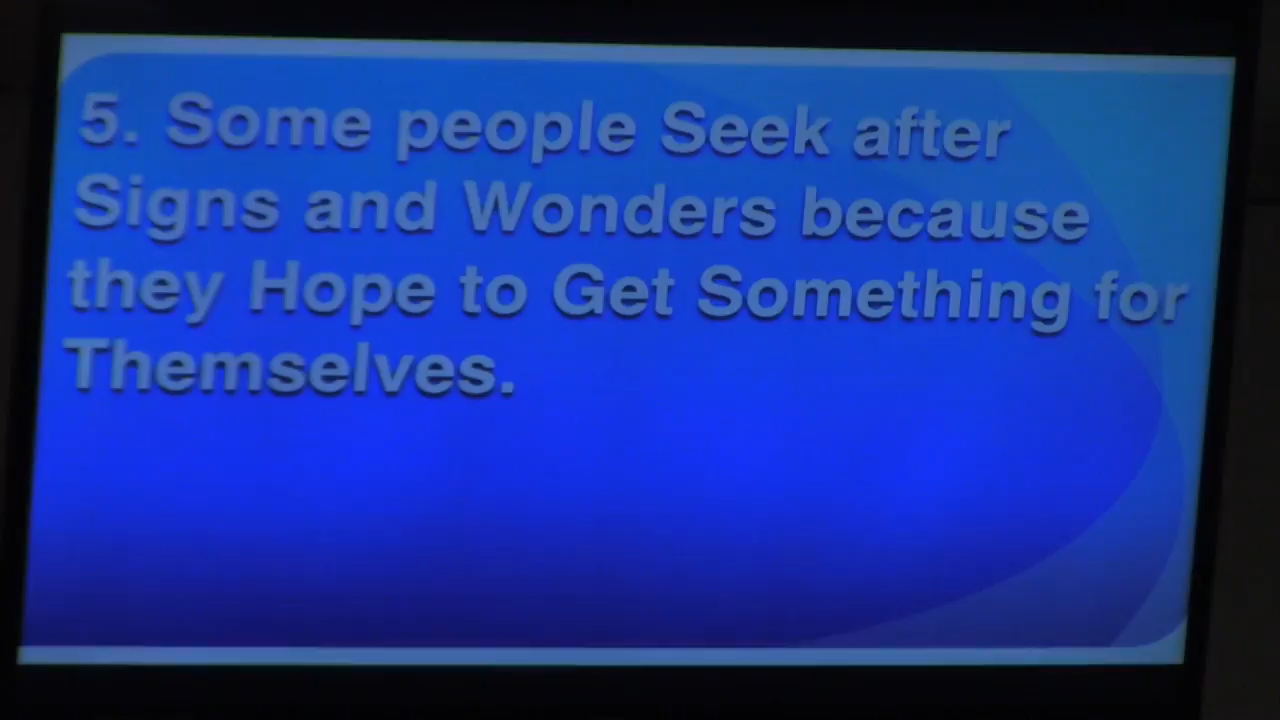 5. Some people Seek after
Signs and Wonders because
they Hope to Get Something for
Themselves.